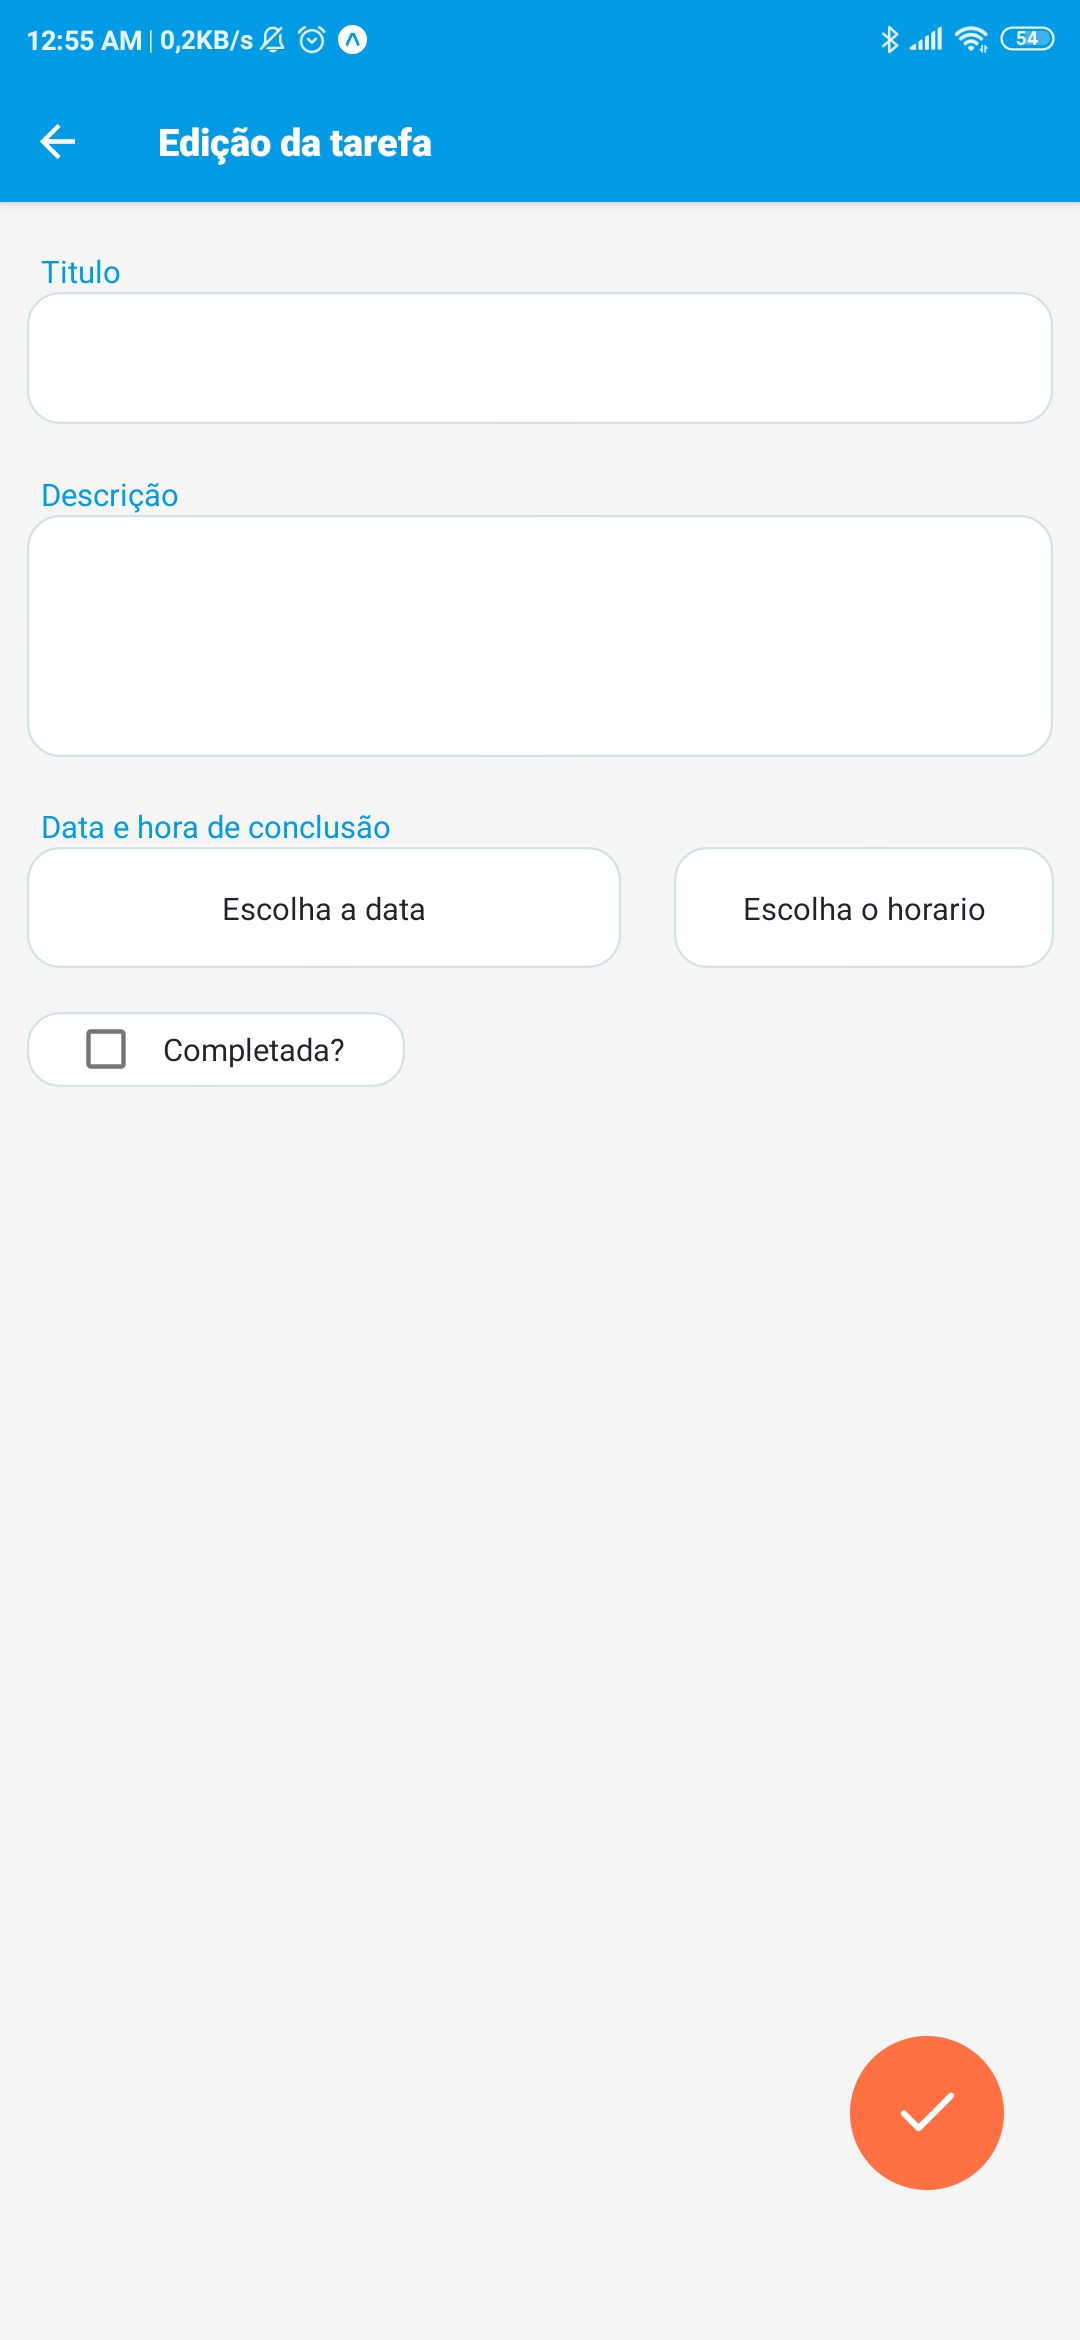 12:55 AM | 0,2KB/s 54
Edição da tarefa
Titulo
Descrição
Data e hora de conclusão
Escolha a data Escolha o horario
Completada?